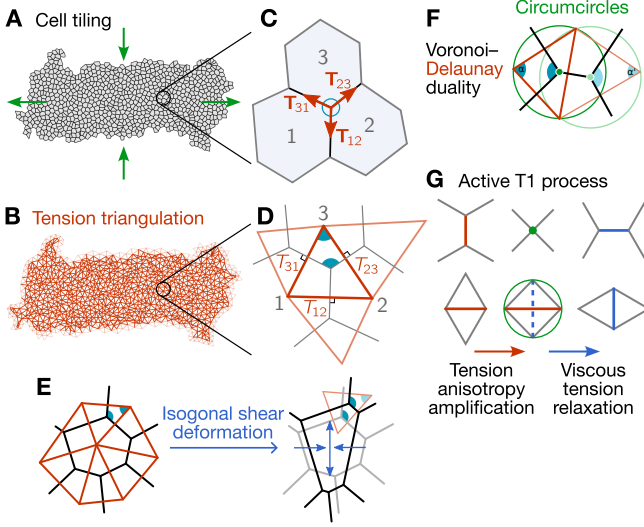 A Cell tiling
B Tension triangulation
C
3
T23
T31
1
2
T12
D
3
T31
T23
T12
1
2
E
Isogonal shear
deformation
F
Circumcircles
Voronoi–
Delaunay
duality
α
α'
G Active T1 process
Tension
anisotropy
amplification
Viscous
tension
relaxation